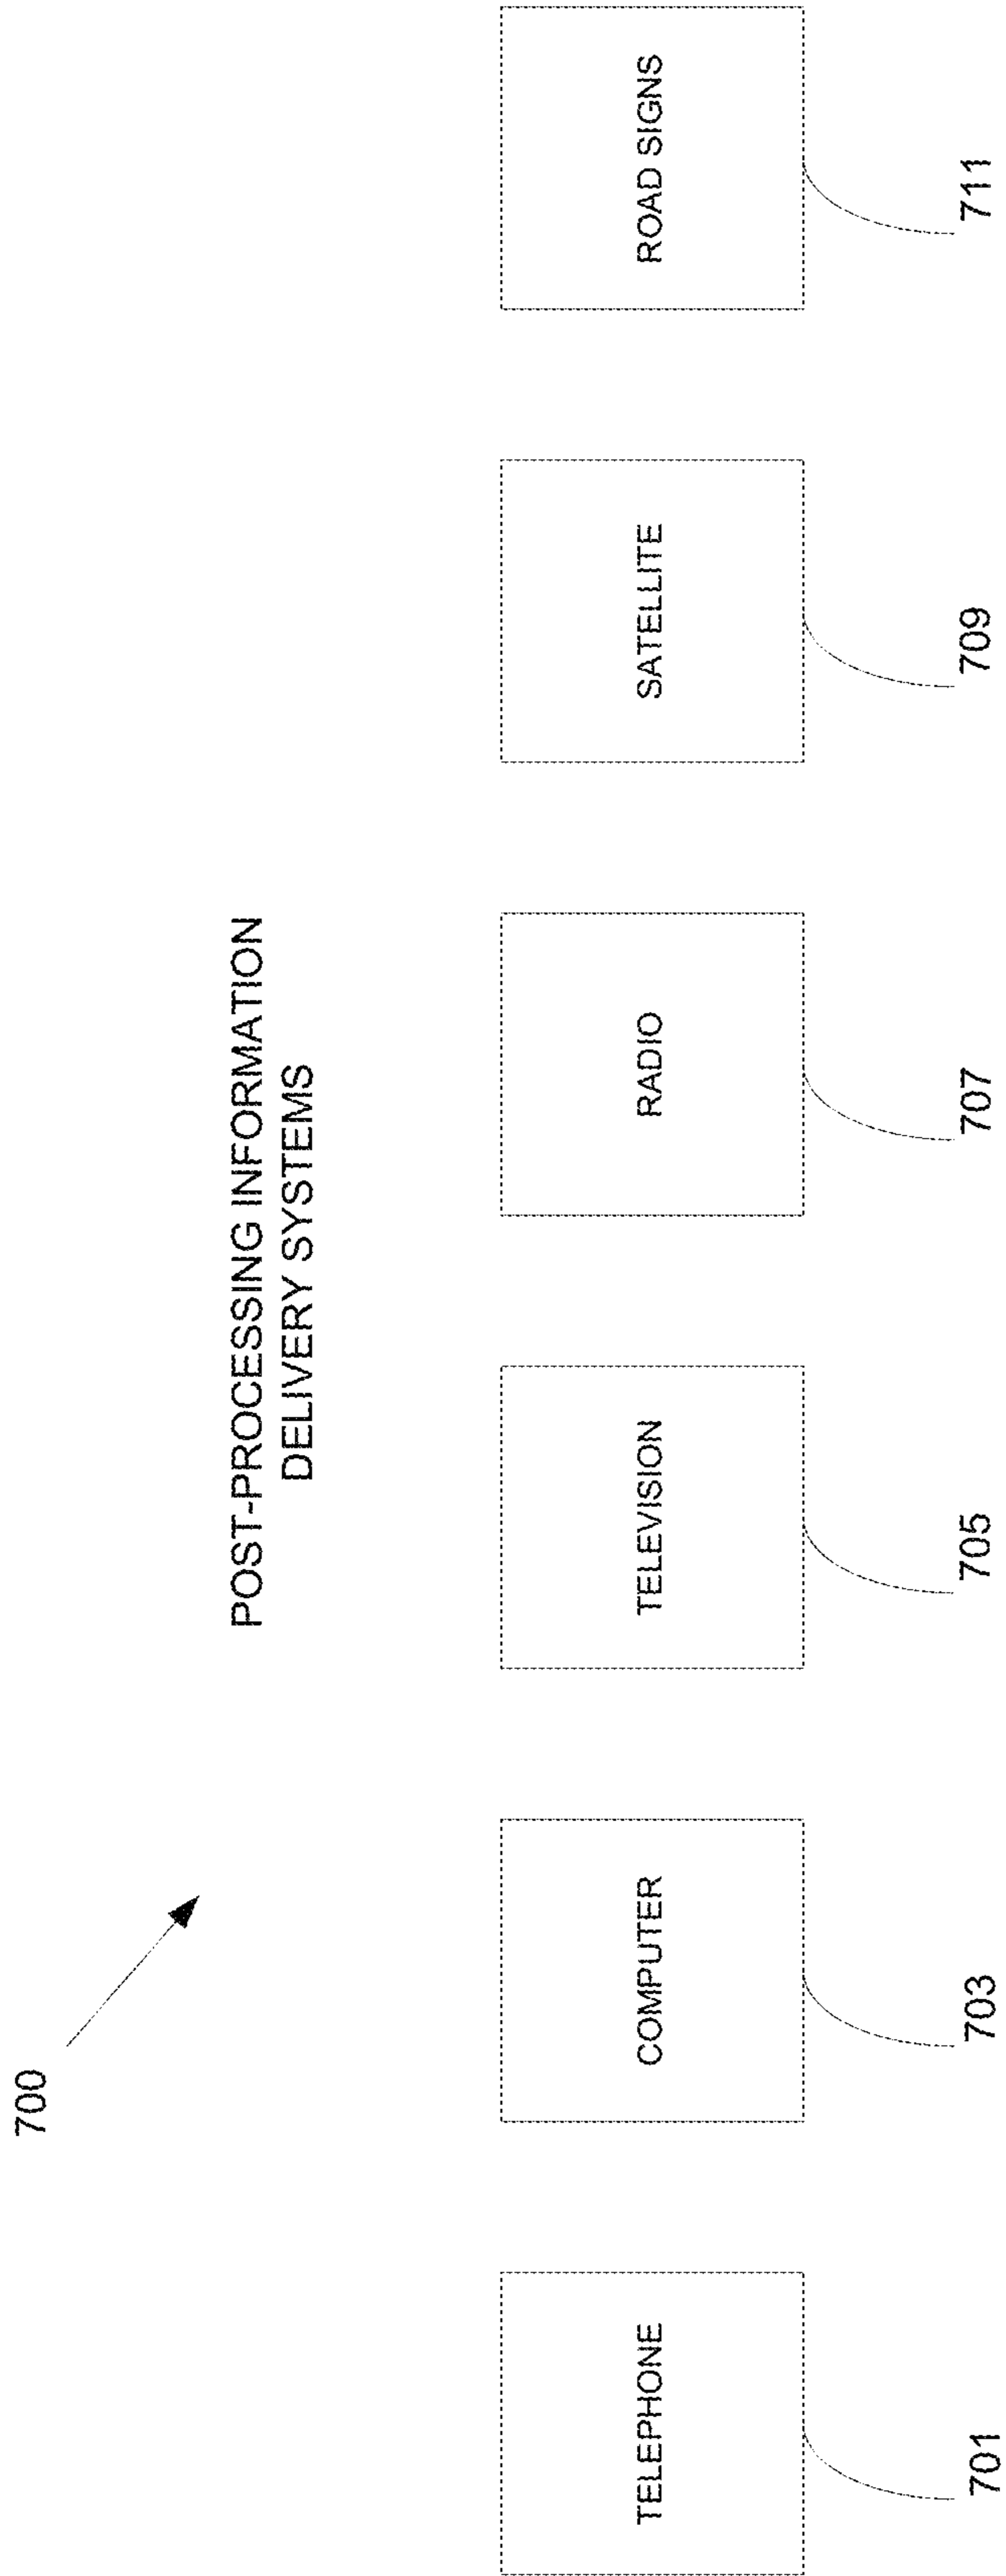 700
POST-PROCESSING INFORMATION
DELIVERY SYSTEMS
TELEPHONE
COMPUTER
TELEVISION
RADIO
SATELLITE
ROAD SIGNS
701
703
705
707
709
711